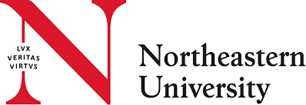 N
LVX
VERITAS
VIRTVS
Northeastern
University